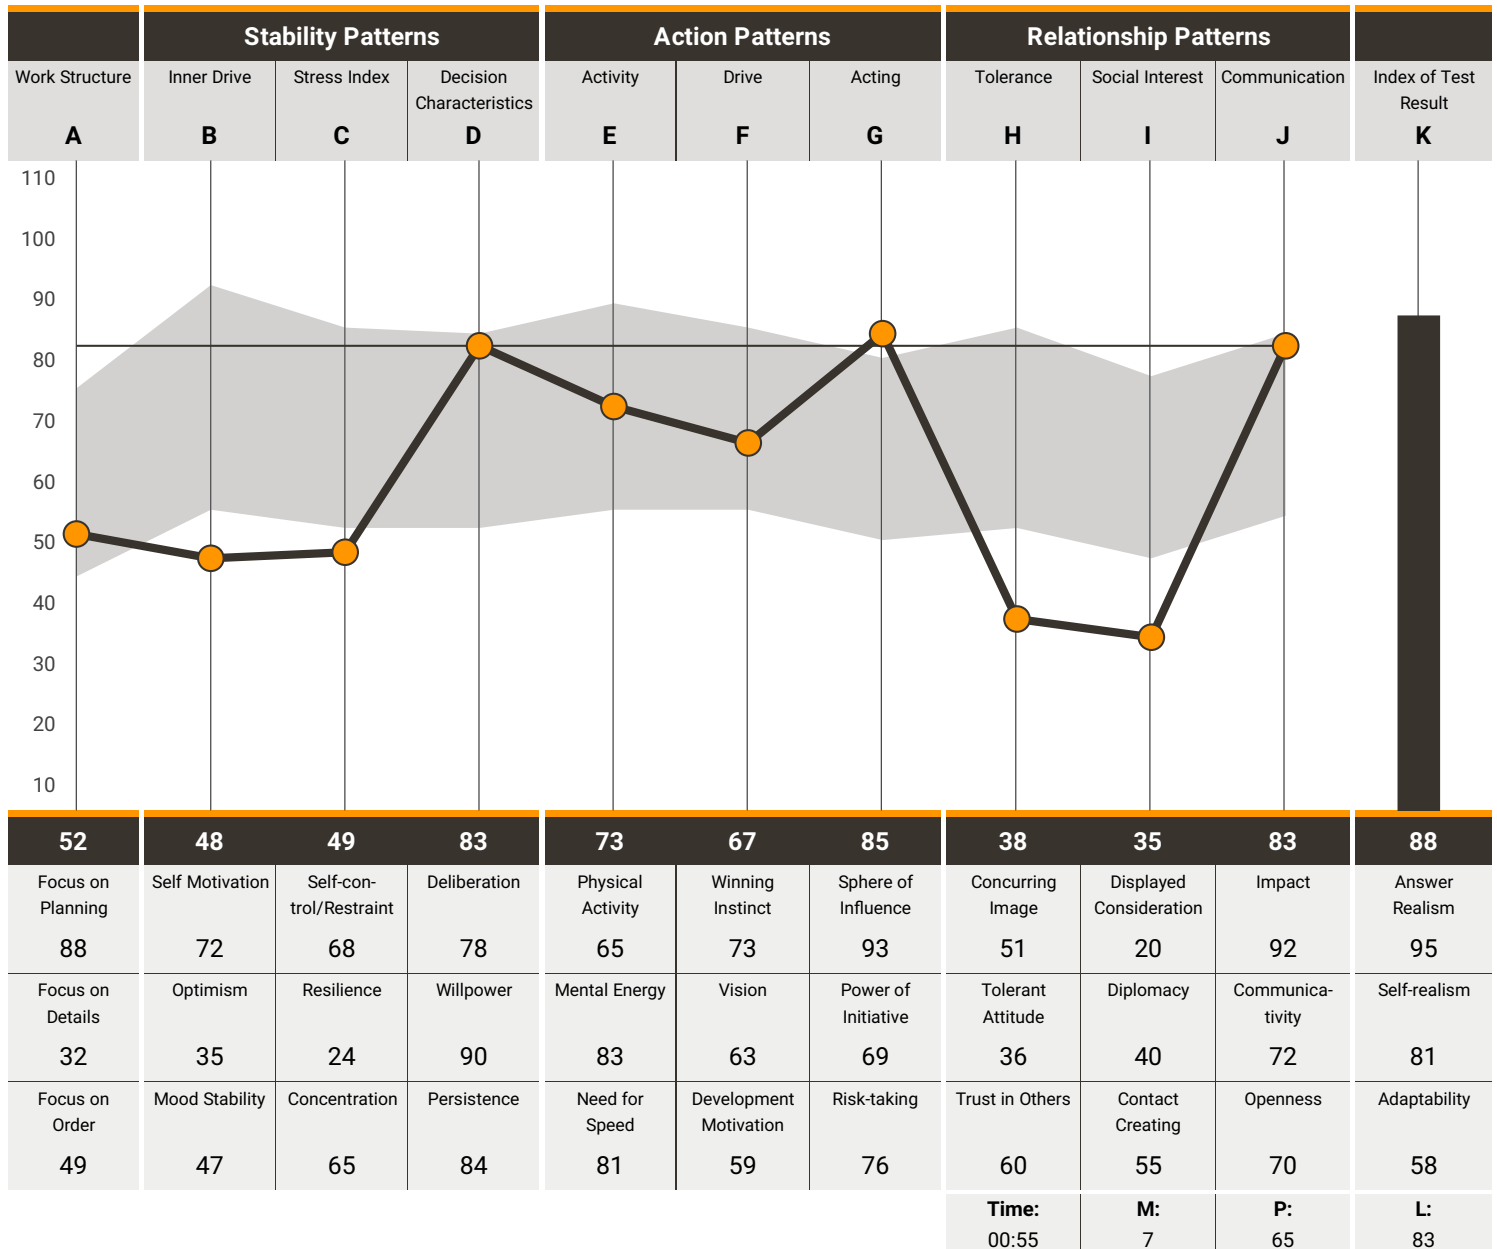 Stability Patterns
Action Patterns
Relationship Patterns
Work Structure
A
Inner Drive
B
Stress Index
C
Decision
Characteristics
D
Activity
E
Drive
F
Acting
G
Tolerance
H
Social Interest
I
Communication
J
Index of Test
Result
K
110
100
90
80
70
60
50
40
30
20
10
52
48
49
83
73
67
85
38
35
83
88
Focus on
Planning
88
Self Motivation
72
Self-con-
trol/Restraint
68
Deliberation
78
Physical
Activity
65
Winning
Instinct
73
Sphere of
Influence
93
Concurring
Image
51
Displayed
Consideration
20
Impact
92
Answer
Realism
95
Focus on
Details
32
Optimism
35
Resilience
24
Willpower
90
Mental Energy
83
Vision
63
Power of
Initiative
69
Tolerant
Attitude
36
Diplomacy
40
Communica-
tivity
72
Self-realism
81
Focus on
Order
49
Mood Stability
47
Concentration
65
Persistence
84
Need for
Speed
81
Development
Motivation
59
Risk-taking
76
Trust in Others
60
Contact
Creating
55
Openness
70
Adaptability
58
Time:
00:55
M:
7
P:
65
L:
83